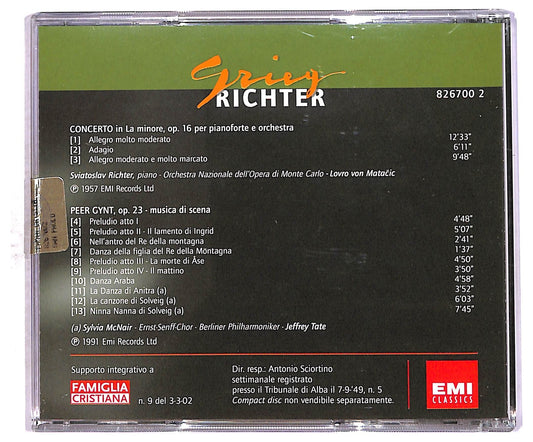 Grieg
RICHTER
826700 2
CONCERTO in La minore, op. 16 per pianoforte e orchestra
[1] Allegro molto moderato 12'33"
[2] Adagio 6'11"
[3] Allegro moderato e molto marcato 9'48"
Sviatoslav Richter, piano - Orchestra Nazionale dell'Opera di Monte Carlo - Lovro von Matačic
℗ 1957 EMI Records Ltd
PEER GYNT, op. 23 - musica di scena
[4] Preludio atto I 4'48"
[5] Preludio atto II - Il lamento di Ingrid 5'07"
[6] Nell'antro del Re della montagna 2'41"
[7] Danza della figlia del Re della Montagna 1'37"
[8] Preludio atto III - La morte di Åse 4'50"
[9] Preludio atto IV - Il mattino 3'50"
[10] Danza Araba 4'58"
[11] La Danza di Anitra (a) 3'52"
[12] La canzone di Solveig (a) 6'03"
[13] Ninna Nanna di Solveig (a) 7'45"
(a) Sylvia McNair - Ernst-Senff-Chor - Berliner Philharmoniker - Jeffrey Tate
℗ 1991 Emi Records Ltd
Supporto integrativo a
FAMIGLIA
CRISTIANA
n. 9 del 3-3-02
Dir. resp.: Antonio Sciortino
settimanale registrato
presso il Tribunale di Alba il 7-9-49, n. 5
Compact disc non vendibile separatamente.
EMI
CLASSICS